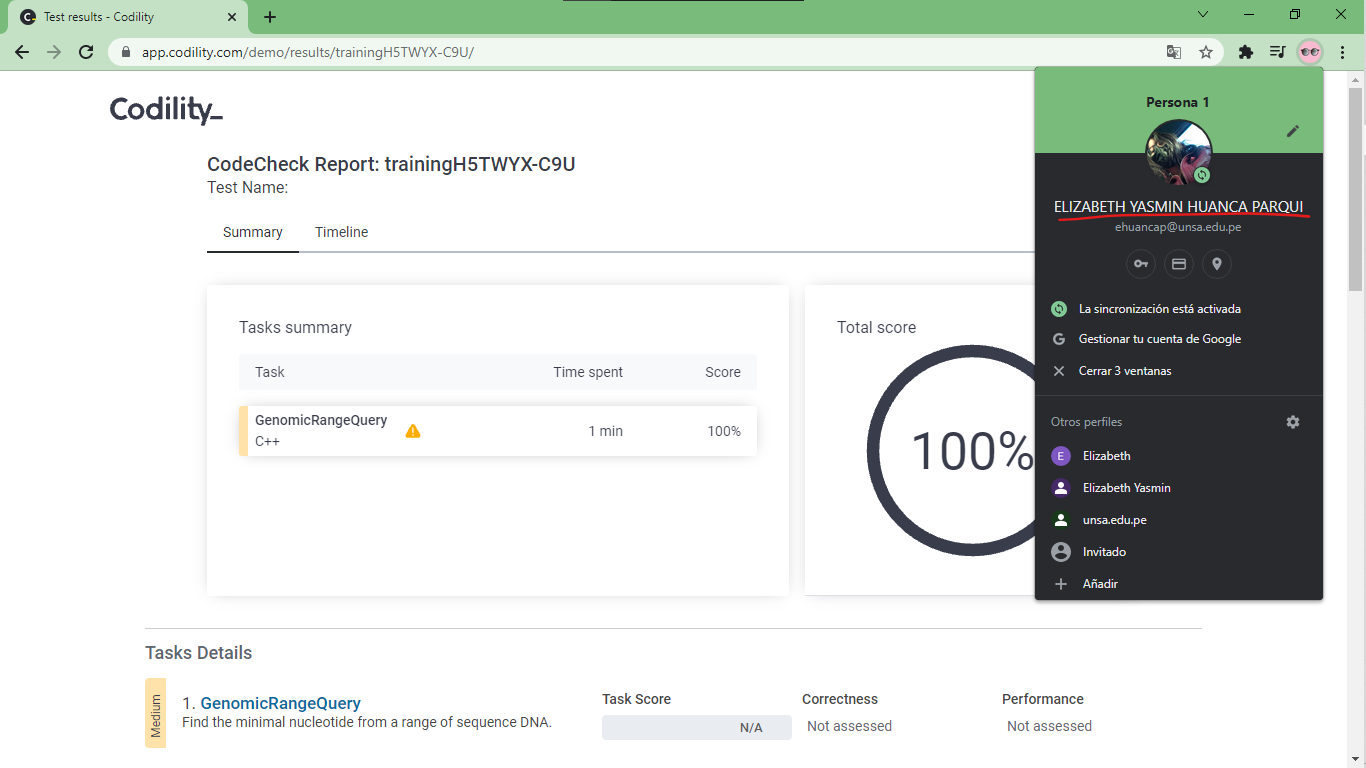 Test results - Codility
app.codility.com/demo/results/trainingH5TWYX-C9U/
Codility_
CodeCheck Report: trainingH5TWYX-C9U
Test Name:
Summary
Timeline
Tasks summary
Task Time spent Score
GenomicRangeQuery
C++
1 min 100%
Total score
100%
Persona 1
ELIZABETH YASMIN HUANCA PARQUI
ehuancap@unsa.edu.pe
La sincronización está activada
G Gestionar tu cuenta de Google
Cerrar 3 ventanas
Otros perfiles
E Elizabeth
Elizabeth Yasmin
unsa.edu.pe
Invitado
Añadir
Tasks Details
Medium
1. GenomicRangeQuery
Find the minimal nucleotide from a range of sequence DNA.
Task Score
N/A
Correctness
Not assessed
Performance
Not assessed